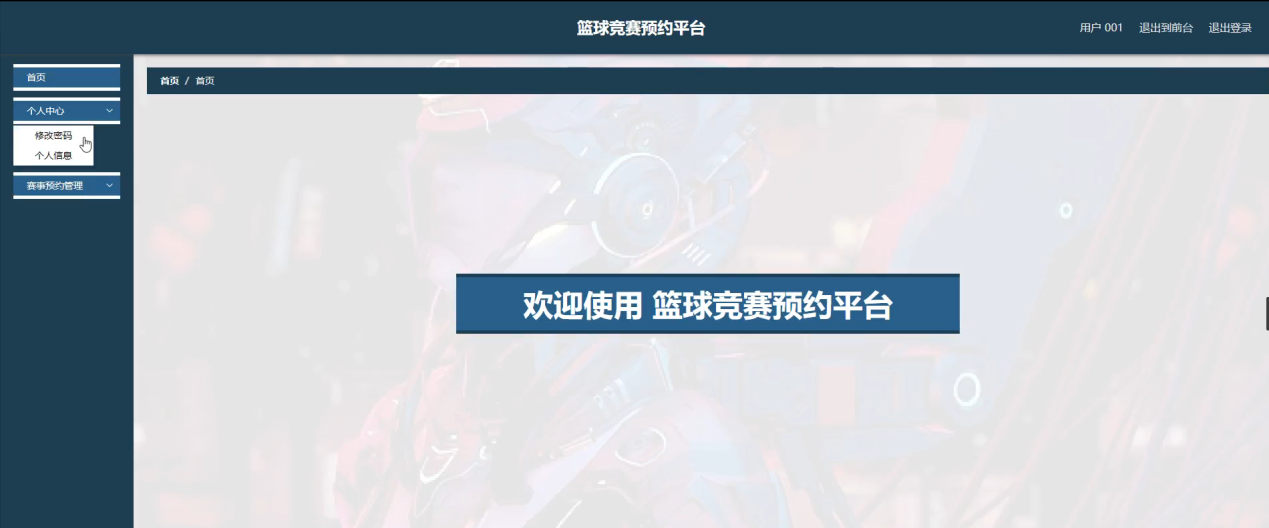 篮球竞赛预约平台
用户 001 退出到前台 退出登录
首页
个人中心
修改密码
个人信息
赛事预约管理
首页 / 首页
欢迎使用 篮球竞赛预约平台